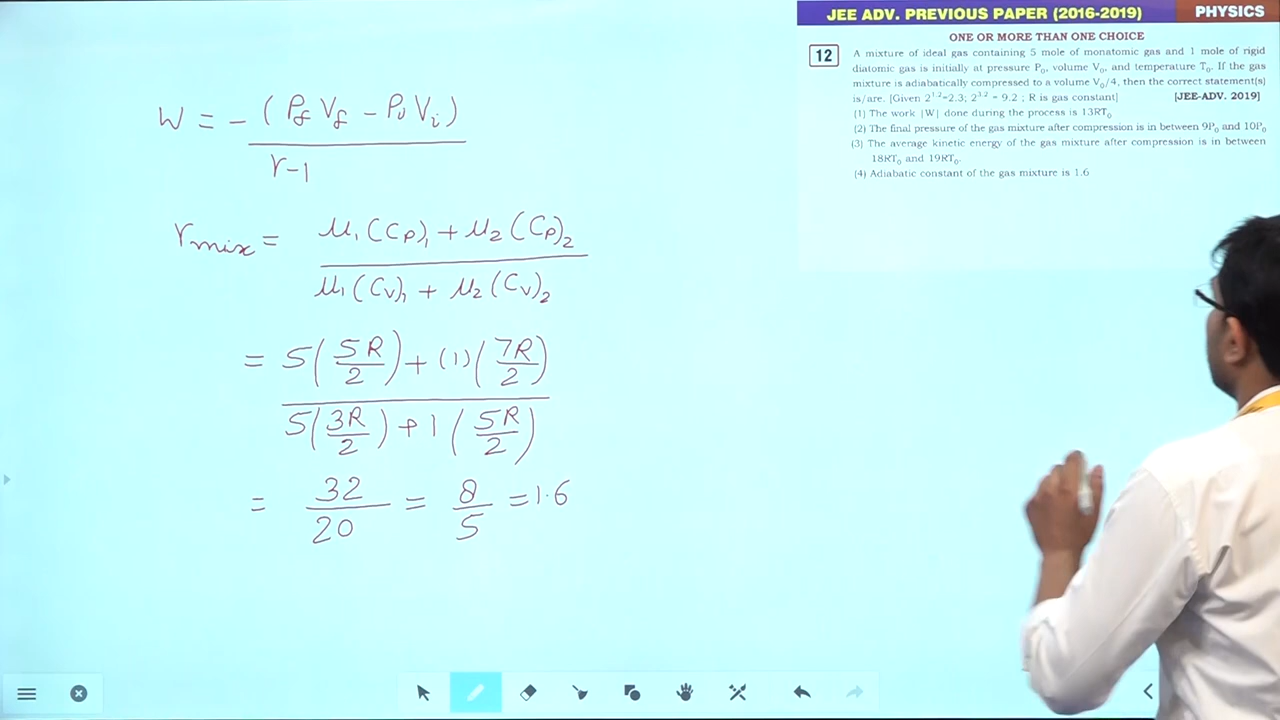 JEE ADV. PREVIOUS PAPER (2016-2019) PHYSICS
ONE OR MORE THAN ONE CHOICE
12 A mixture of ideal gas containing 5 mole of monatomic gas and 1 mole of rigid
diatomic gas is initially at pressure P₀, volume V₀, and temperature T₀. If the gas
mixture is adiabatically compressed to a volume V₀/4, then the correct statement(s)
is/are. [Given 2^1.2=2.3; 2^3.2 = 9.2 ; R is gas constant] [JEE-ADV. 2019]
(1) The work |W| done during the process is 13RT₀
(2) The final pressure of the gas mixture after compression is in between 9P₀ and 10P₀
(3) The average kinetic energy of the gas mixture after compression is in between
18RT₀ and 19RT₀.
(4) Adiabatic constant of the gas mixture is 1.6
W = -(P_f V_f - P_i V_i)
γ-1
γ_mix = μ₁(C_P)₁ + μ₂(C_P)₂
μ₁(C_V)₁ + μ₂(C_V)₂
= 5(5R/2) + (1)(7R/2)
5(3R/2) + 1(5R/2)
= 32/20 = 8/5 = 1.6